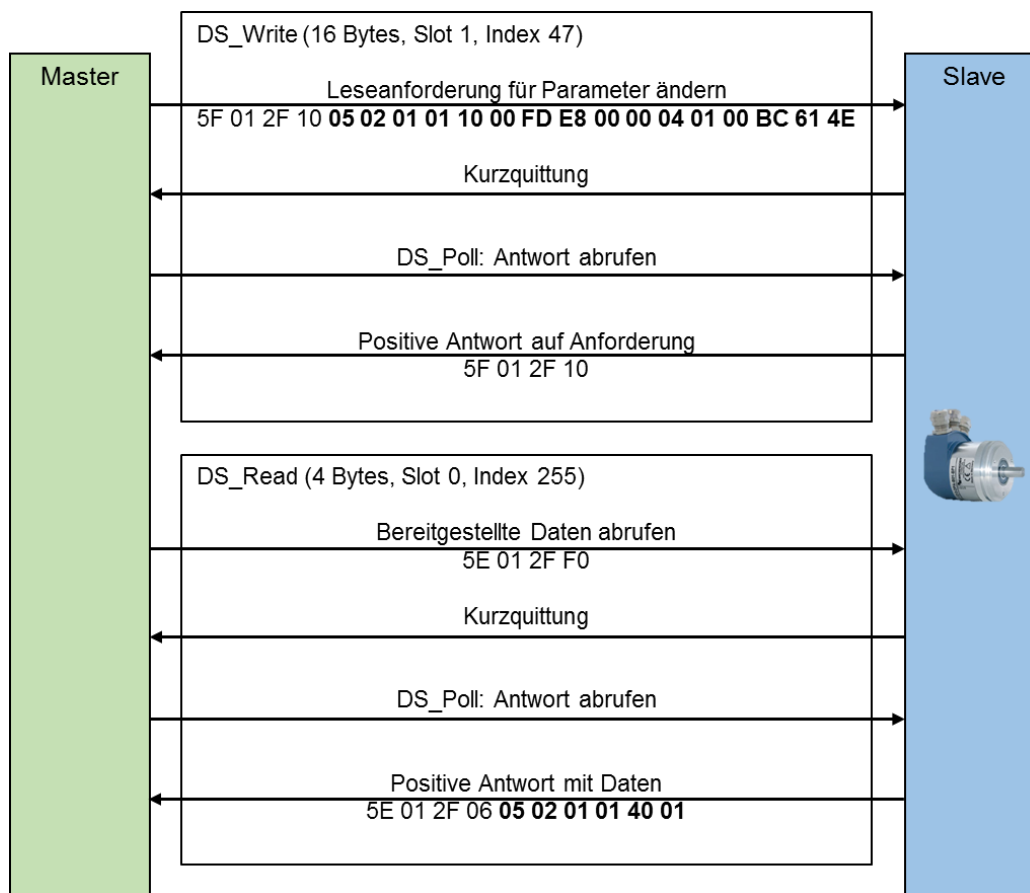 DS_Write (16 Bytes, Slot 1, Index 47)
Master
Slave
Leseanforderung für Parameter ändern
5F 01 2F 10 05 02 01 01 10 00 FD E8 00 00 04 01 00 BC 61 4E
Kurzquittung
DS_Poll: Antwort abrufen
Positive Antwort auf Anforderung
5F 01 2F 10
DS_Read (4 Bytes, Slot 0, Index 255)
Bereitgestellte Daten abrufen
5E 01 2F F0
Kurzquittung
DS_Poll: Antwort abrufen
Positive Antwort mit Daten
5E 01 2F 06 05 02 01 01 40 01